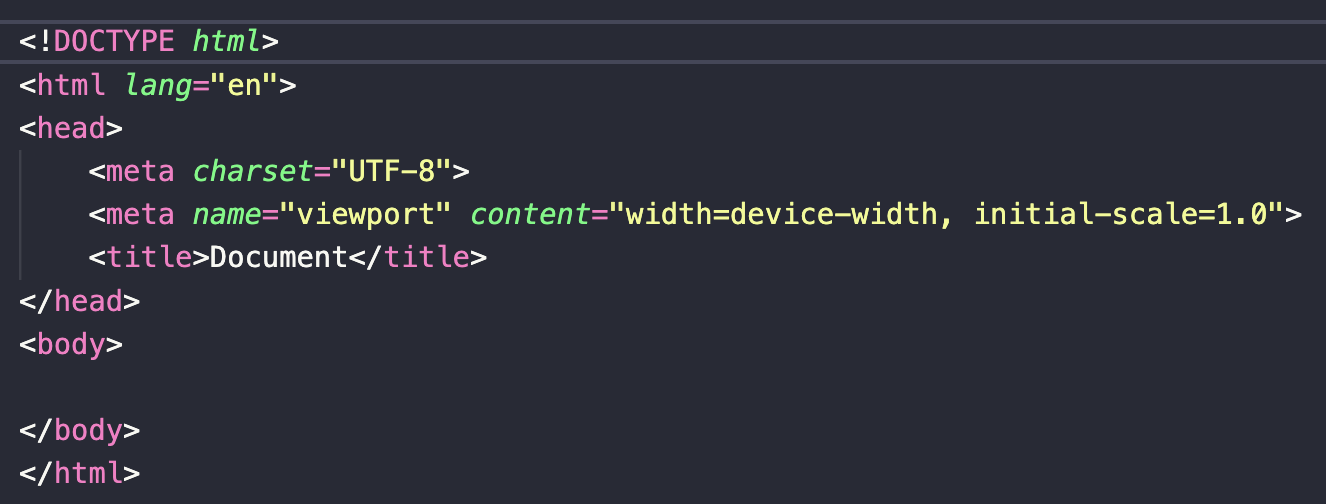 <!DOCTYPE html>
<html lang="en">
<head>
    <meta charset="UTF-8">
    <meta name="viewport" content="width=device-width, initial-scale=1.0">
    <title>Document</title>
</head>
<body>

</body>
</html>